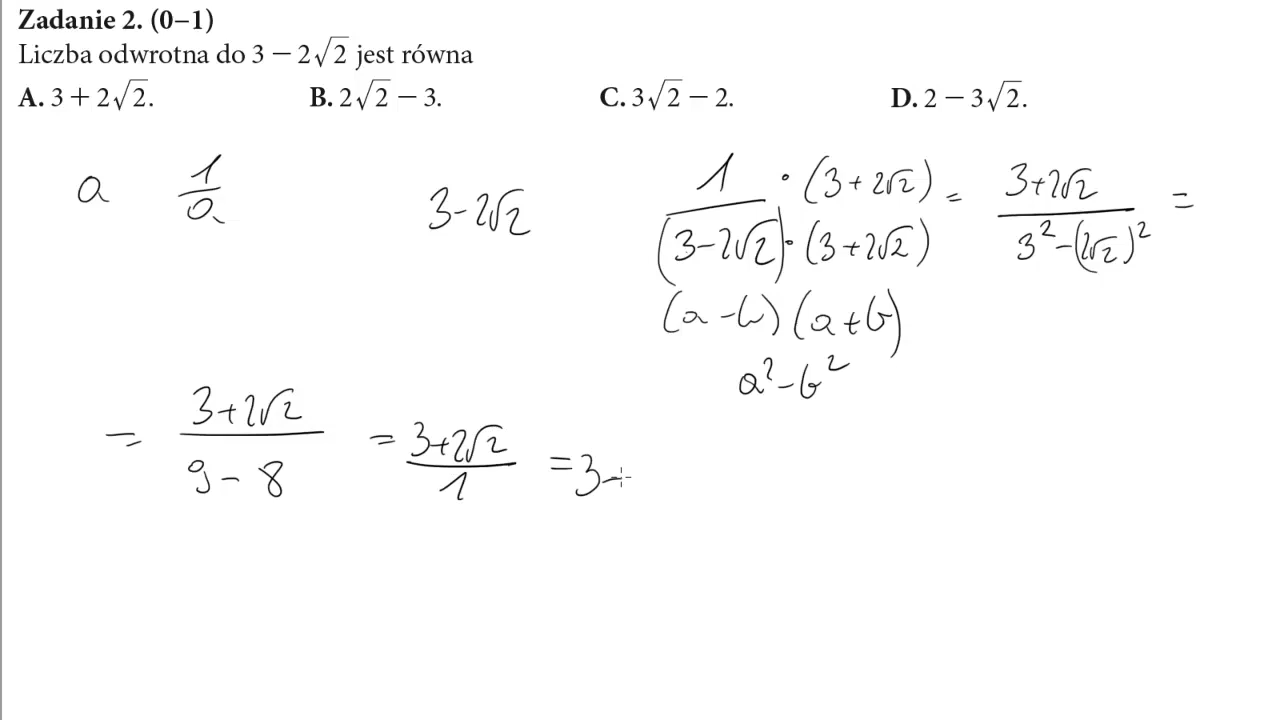 Zadanie 2. (0–1)
Liczba odwrotna do 3 − 2√2 jest równa
A. 3 + 2√2. B. 2√2 − 3. C. 3√2 − 2. D. 2 − 3√2.
a 1/a 3-2√2 1/(3-2√2) · (3+2√2)/(3+2√2) = (3+2√2)/(3²-(2√2)²) =
(a-b)(a+b)
a²-b²
= (3+2√2)/(9-8) = (3+2√2)/1 = 3+